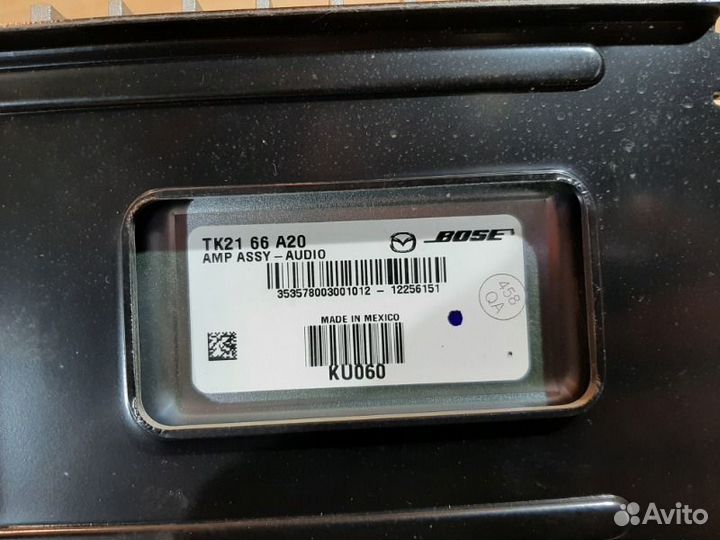 TK21 66 A20
BOSE
AMP ASSY – AUDIO
353578003001012 – 12256151
458
QA
MADE IN MEXICO
KU060
Avito